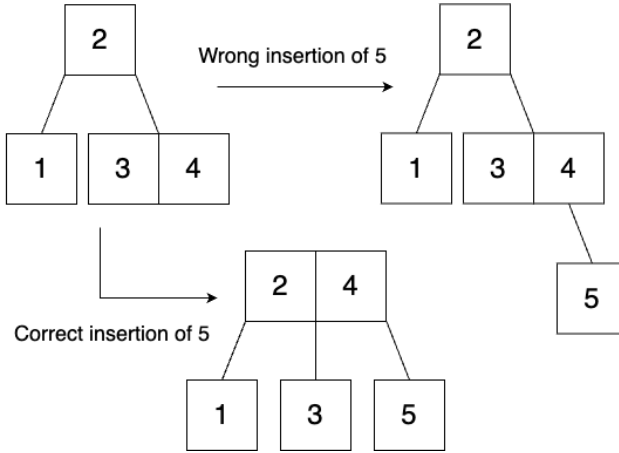 2
Wrong insertion of 5
2
1 3 4
1 3 4
2 4
5
Correct insertion of 5
1 3 5